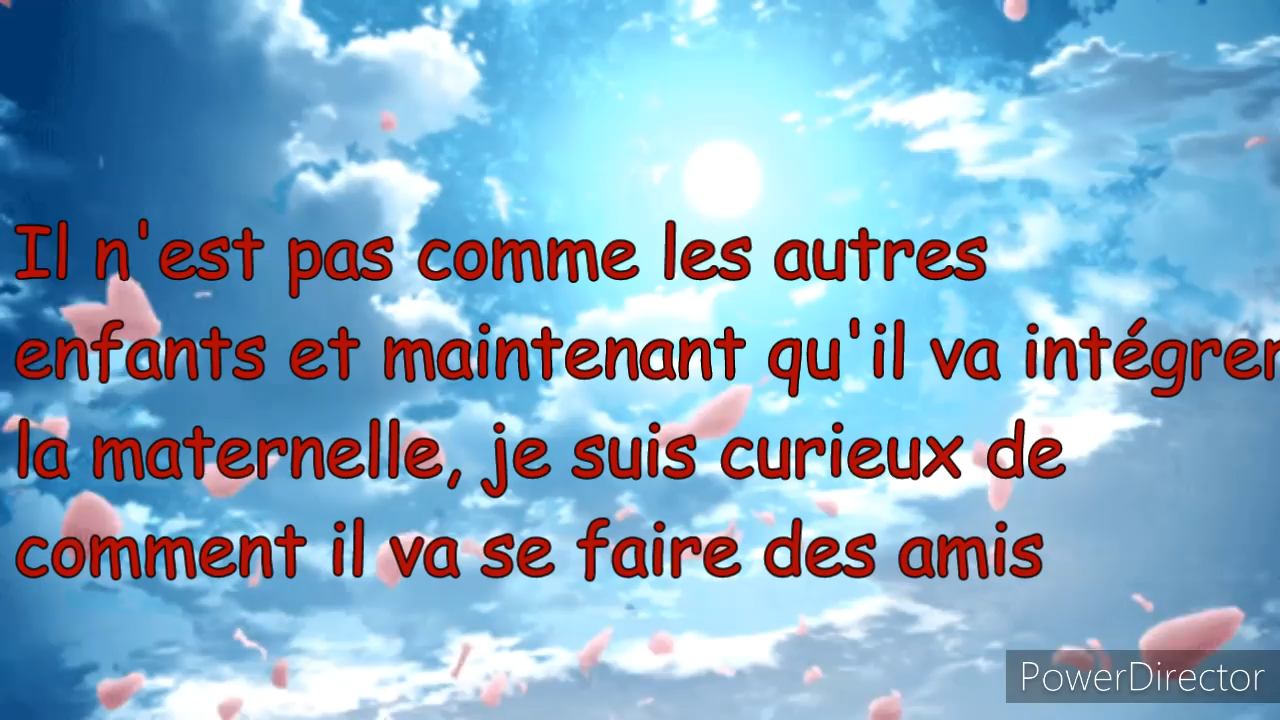 Il n'est pas comme les autres
enfants et maintenant qu'il va intégrer
la maternelle, je suis curieux de
comment il va se faire des amis
PowerDirector